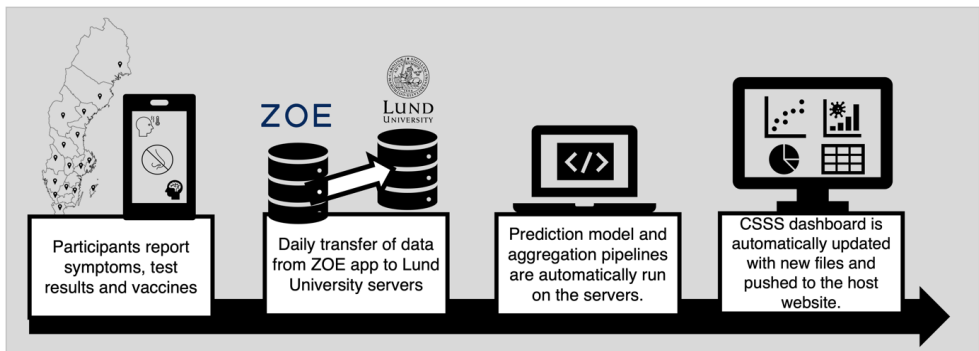 ZOE
LUND
UNIVERSITY
</>
Participants report
symptoms, test
results and vaccines
Daily transfer of data
from ZOE app to Lund
University servers
Prediction model and
aggregation pipelines
are automatically run
on the servers.
CSSS dashboard is
automatically updated
with new files and
pushed to the host
website.